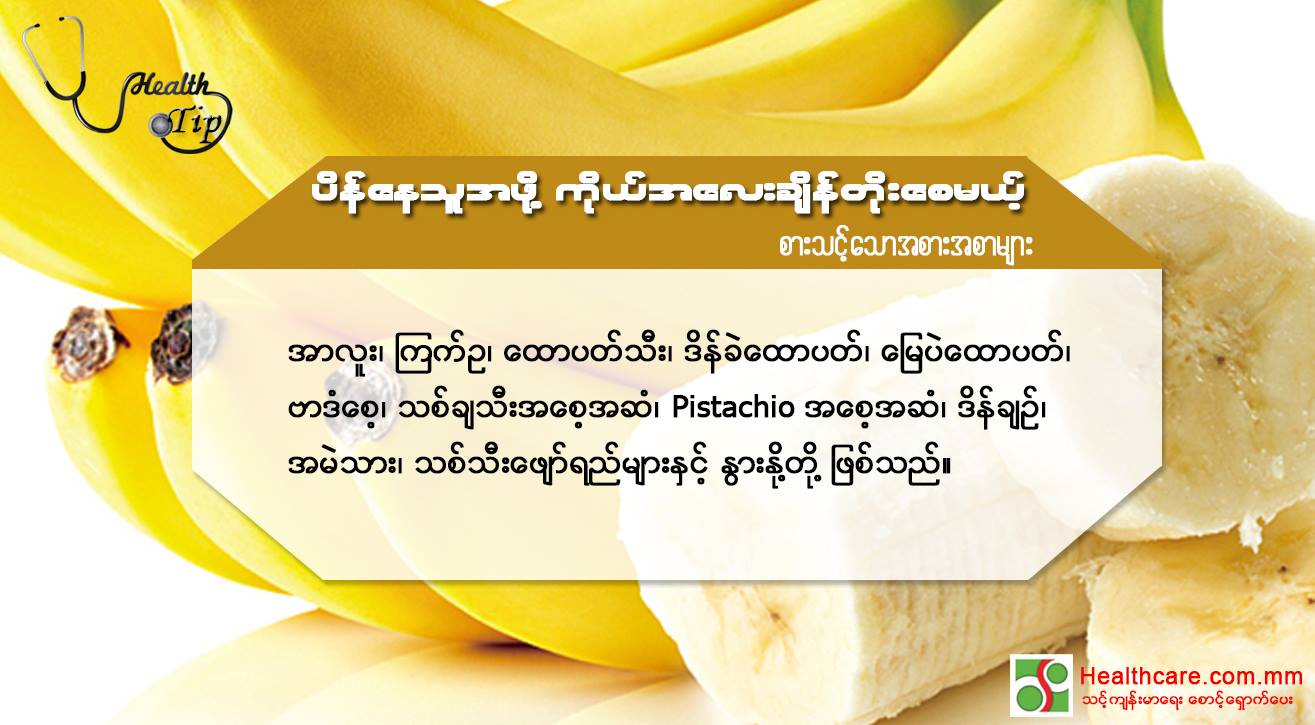 Health
Tip
ပိန်နေသူအဖို့ ကိုယ်အလေးချိန်တိုးစေမယ့်
စားသင့်သောအစားအစာများ
အာလူး၊ ကြက်ဥ၊ ထောပတ်သီး၊ ဒိန်ခဲထောပတ်၊ မြေပဲထောပတ်၊
ဗာဒံစေ့၊ သစ်ချသီးအစေ့အဆံ၊ Pistachio အစေ့အဆံ၊ ဒိန်ချဉ်၊
အမဲသား၊ သစ်သီးဖျော်ရည်များနှင့် နွားနို့တို့ ဖြစ်သည်။
Healthcare.com.mm
သင့်ကျန်းမာရေး စောင့်ရှောက်ပေး